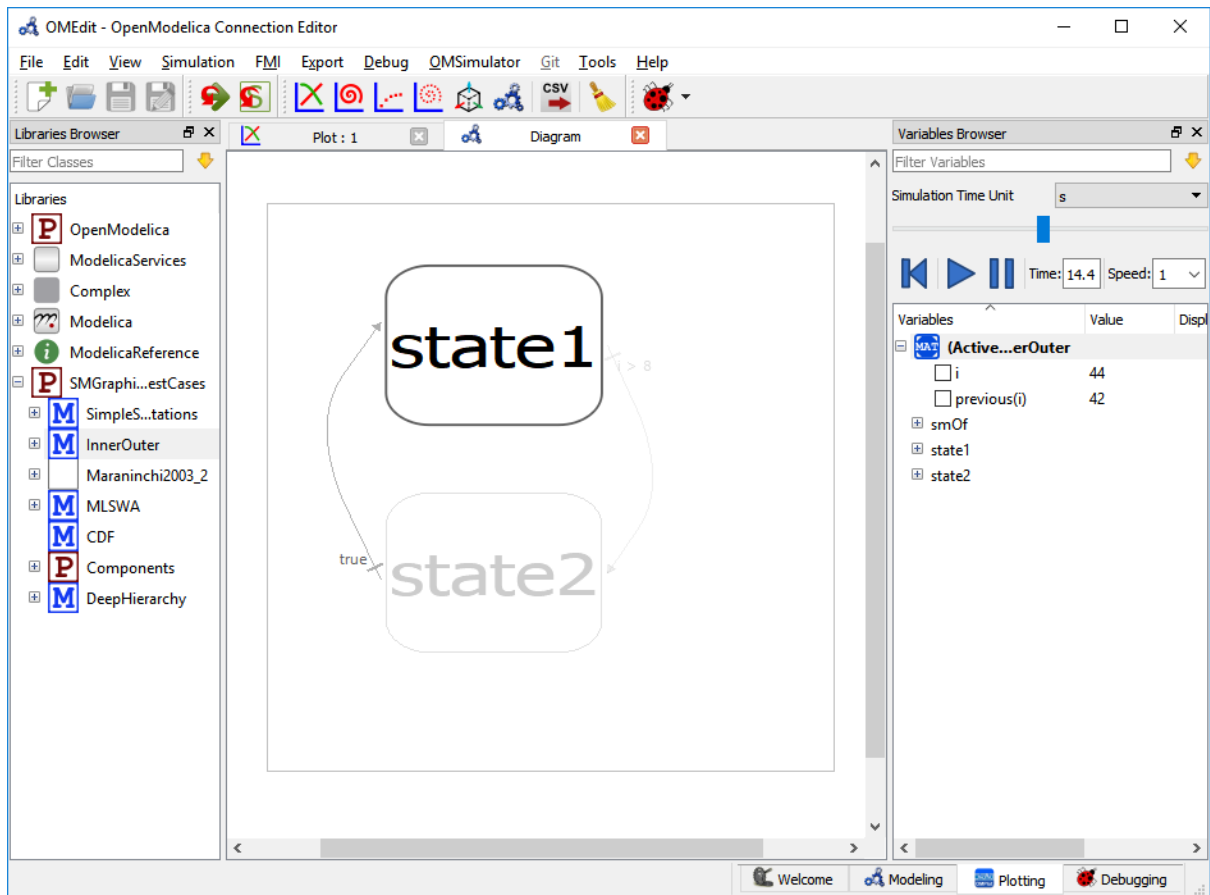 OMEdit - OpenModelica Connection Editor
File Edit View Simulation FMI Export Debug OMSimulator Git Tools Help
CSV
Libraries Browser
Plot : 1
Diagram
Variables Browser
Filter Classes
Filter Variables
Libraries
P OpenModelica
ModelicaServices
Complex
m Modelica
i ModelicaReference
P SMGraphi...estCases
M SimpleS...tations
M InnerOuter
Maraninchi2003_2
M MLSWA
M CDF
P Components
M DeepHierarchy
state1
i > 8
true
state2
Simulation Time Unit s
Time: 14.4 Speed: 1
Variables Value Displ
MAT (Active...erOuter
i 44
previous(i) 42
smOf
state1
state2
Welcome Modeling Plotting Debugging